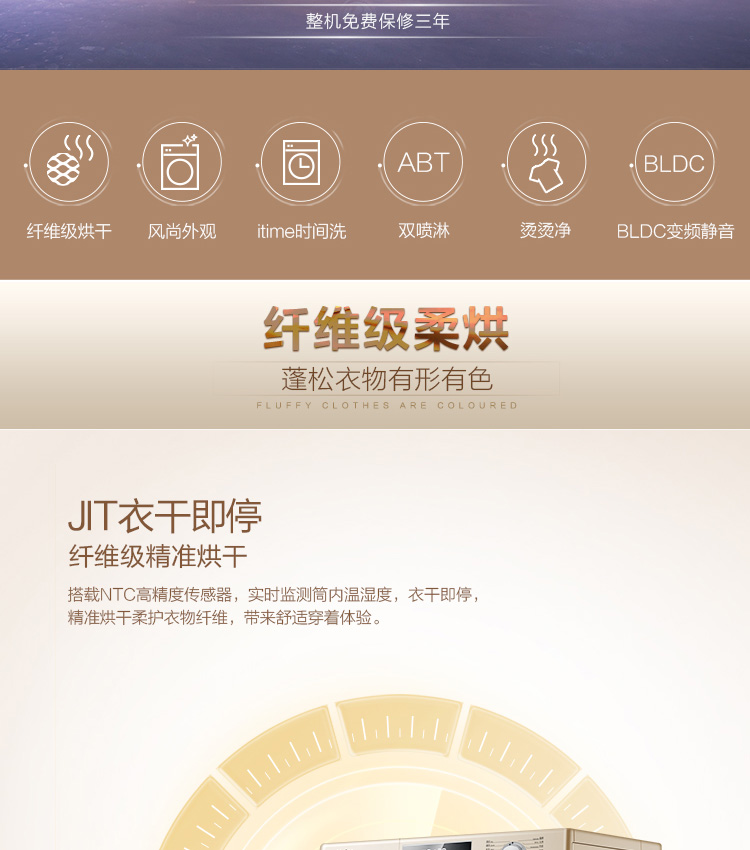 整机免费保修三年
ABT
BLDC
纤维级烘干
风尚外观
itime时间洗
双喷淋
烫烫净
BLDC变频静音
纤维级柔烘
蓬松衣物有形有色
FLUFFY CLOTHES ARE COLOURED
JIT衣干即停
纤维级精准烘干
搭载NTC高精度传感器，实时监测筒内温湿度，衣干即停，
精准烘干柔护衣物纤维，带来舒适穿着体验。